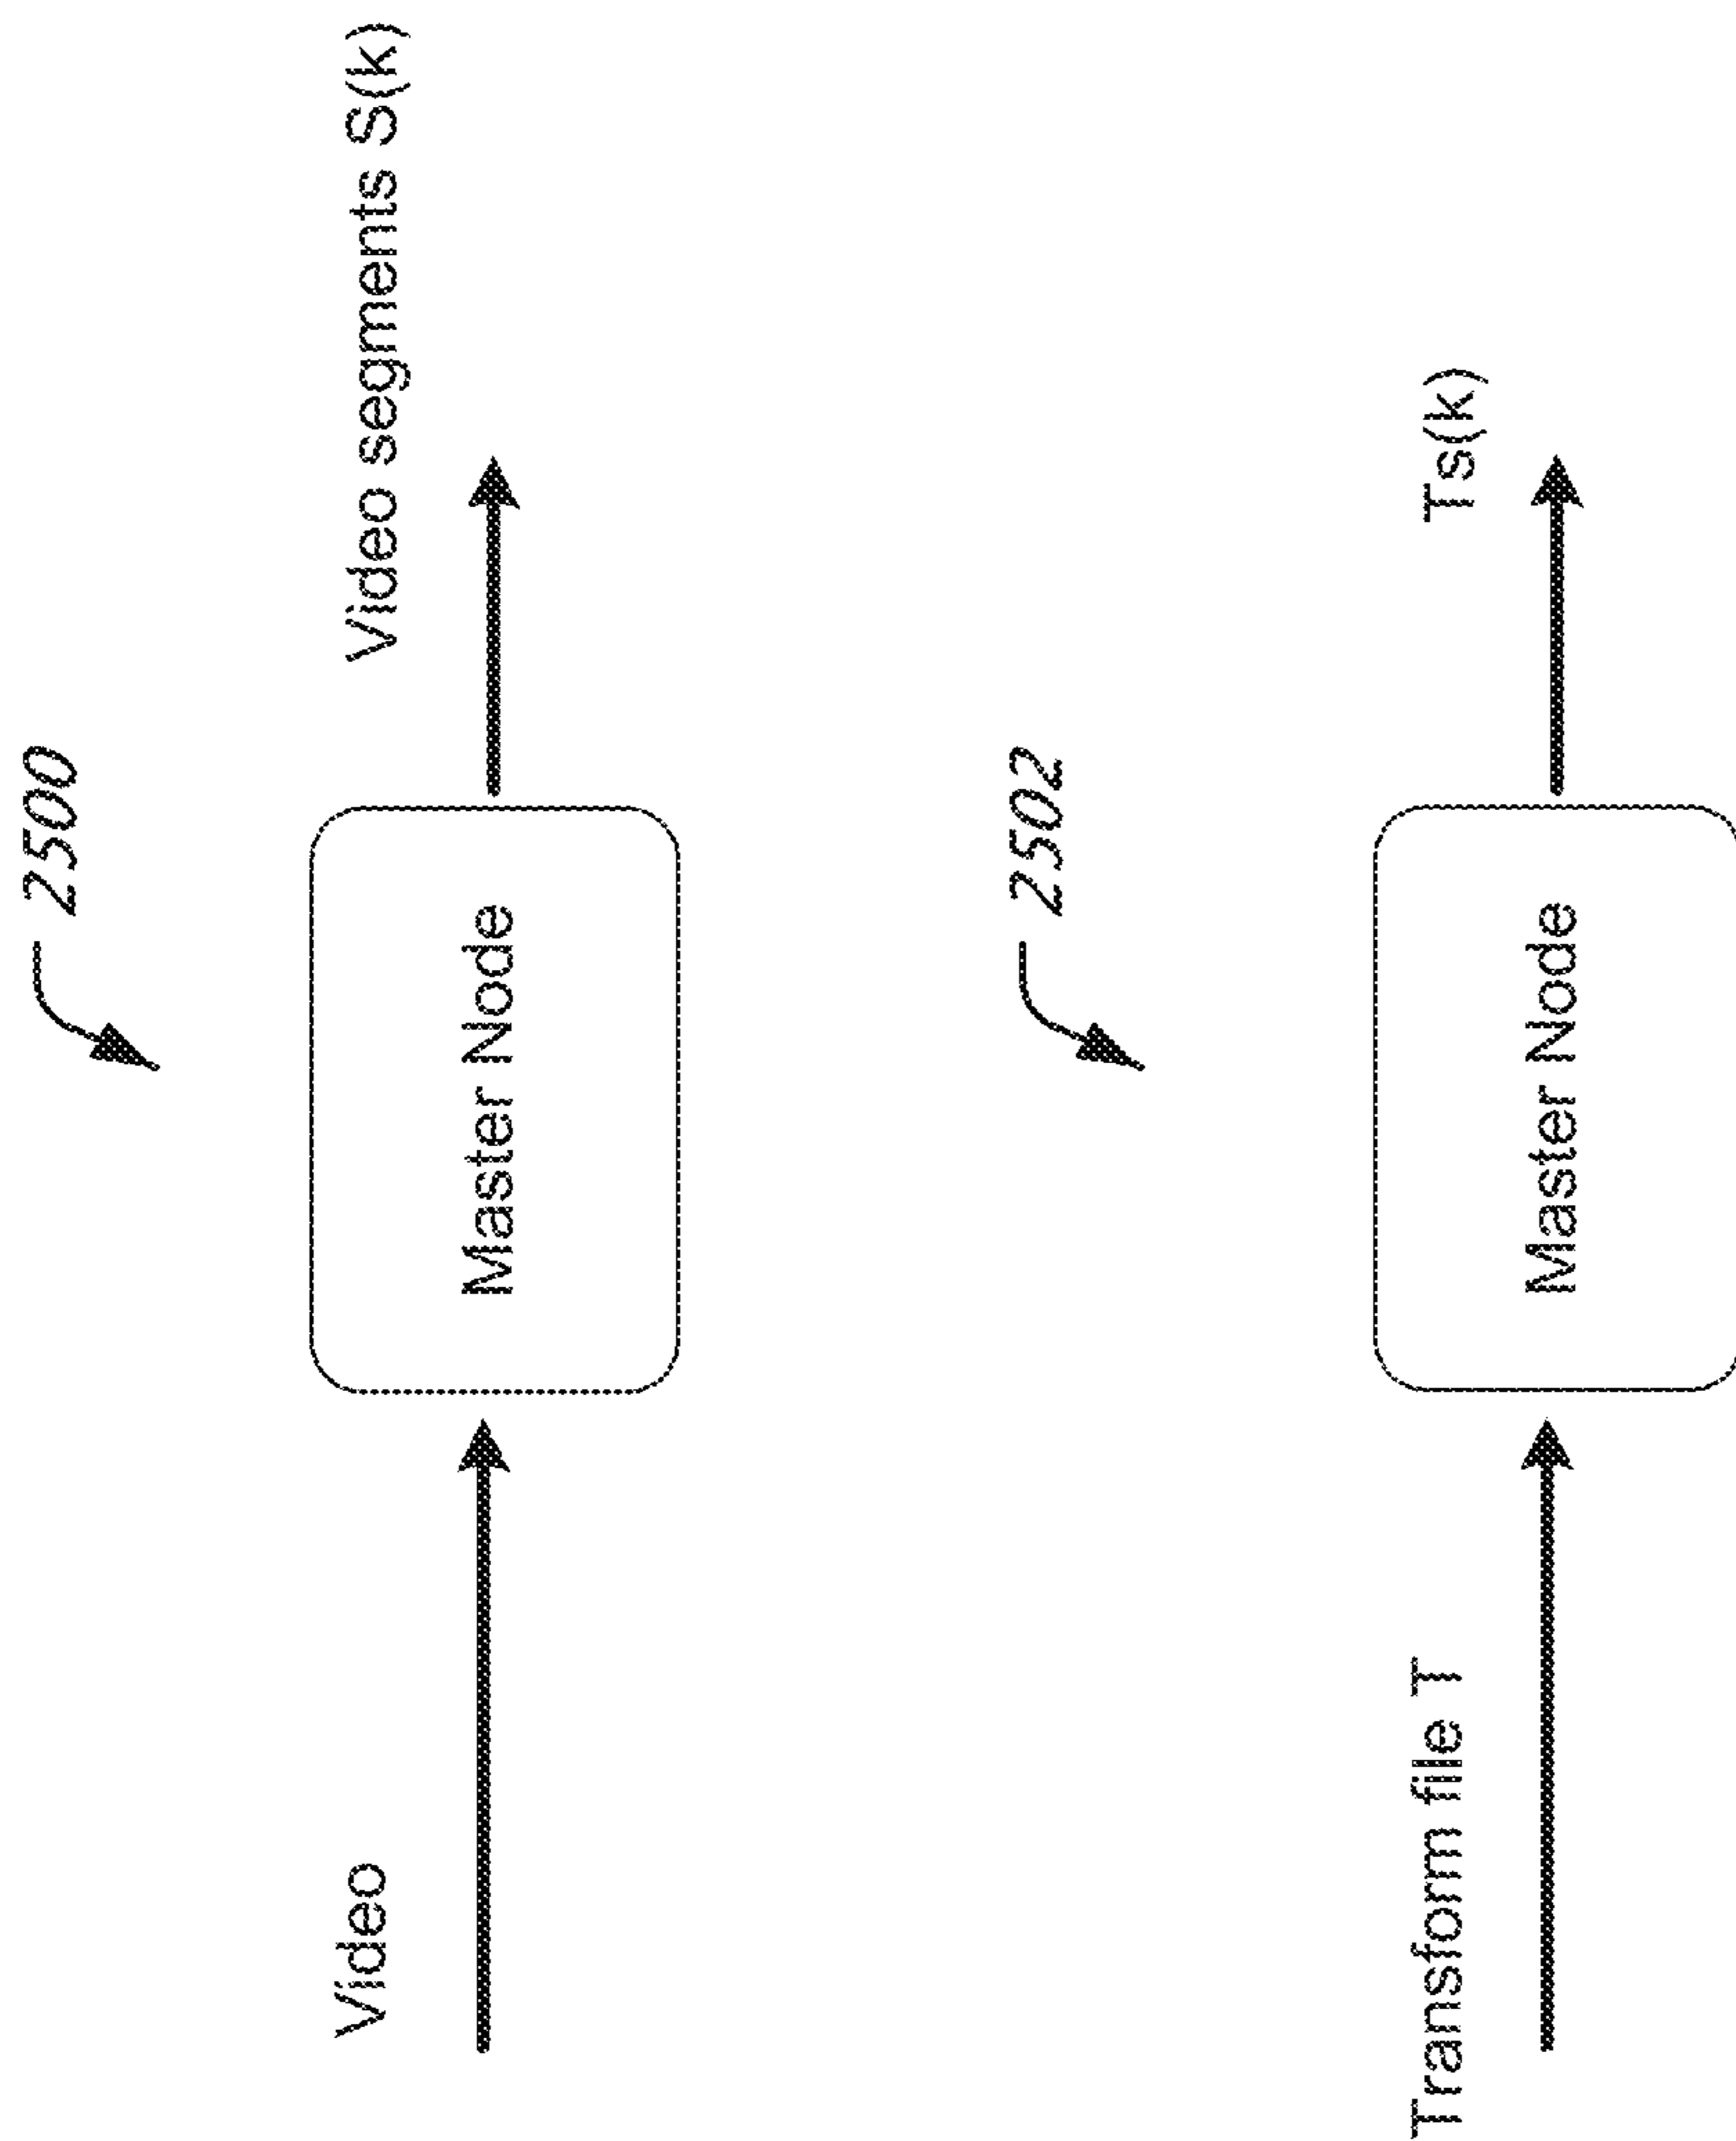 2500
Video
Master Node
Video segments S(k)
2502
Transform file T
Master Node
Ts(k)